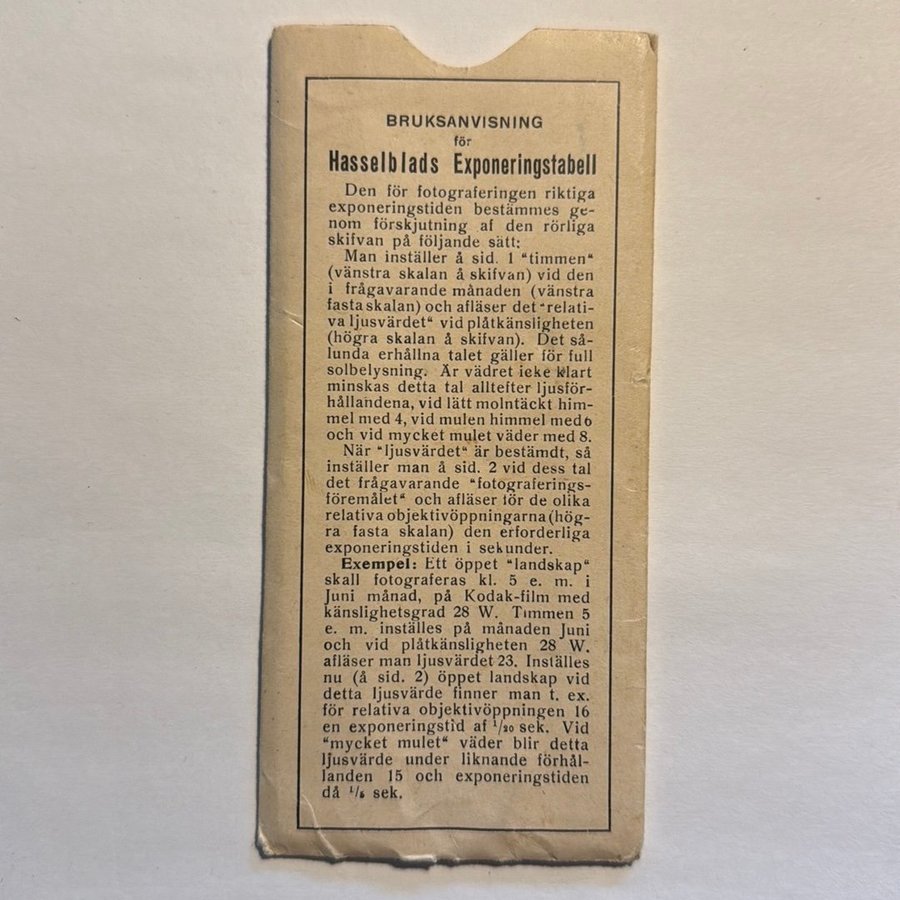 BRUKSANVISNING
för
Hasselblads Exponeringstabell
Den för fotograferingen riktiga
exponeringstiden bestämmes ge-
nom förskjutning af den rörliga
skifvan på följande sätt:
Man inställer å sid. 1 “timmen“
(vänstra skalan å skifvan) vid den
i frågavarande månaden (vänstra
fasta skalan) och afläser det “relati-
va ljusvärdet“ vid plåtkänsligheten
(högra skalan å skifvan). Det så-
lunda erhållna talet gäller för full
solbelysning. Är vädret icke klart
minskas detta tal alltefter ljusför-
hållandena, vid lätt molntäckt him-
mel med 4, vid mulen himmel med 6
och vid mycket mulet väder med 8.
När “ljusvärdet“ är bestämdt, så
inställer man å sid. 2 vid dess tal
det frågavarande “fotograferings-
föremålet“ och afläser för de olika
relativa objektivöppningarna (hög-
ra fasta skalan) den erforderliga
exponeringstiden i sekunder.
Exempel: Ett öppet “landskap“
skall fotograferas kl. 5 e. m. i
Juni månad, på Kodak-film med
känslighetsgrad 28 W. Timmen 5
e. m. inställes på månaden Juni
och vid plåtkänsligheten 28 W.
afläser man ljusvärdet 23. Inställes
nu (å sid. 2) öppet landskap vid
detta ljusvärde finner man t. ex.
för relativa objektivöppningen 16
en exponeringstid af 1/20 sek. Vid
“mycket mulet“ väder blir detta
ljusvärde under liknande förhål-
landen 15 och exponeringstiden
då 1/5 sek.